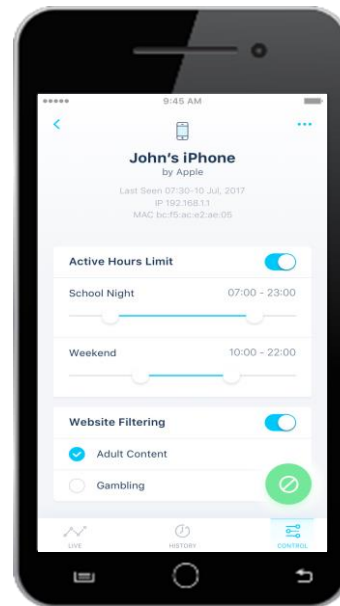 9:45 AM
John's iPhone
by Apple
Last Seen 07:30-10 Jul, 2017
IP 192.168.1.1
MAC bc:f5:ac:e2:ae:05
Active Hours Limit
School Night 07:00 - 23:00
Weekend 10:00 - 22:00
Website Filtering
Adult Content
Gambling
LIVE HISTORY CONTROL